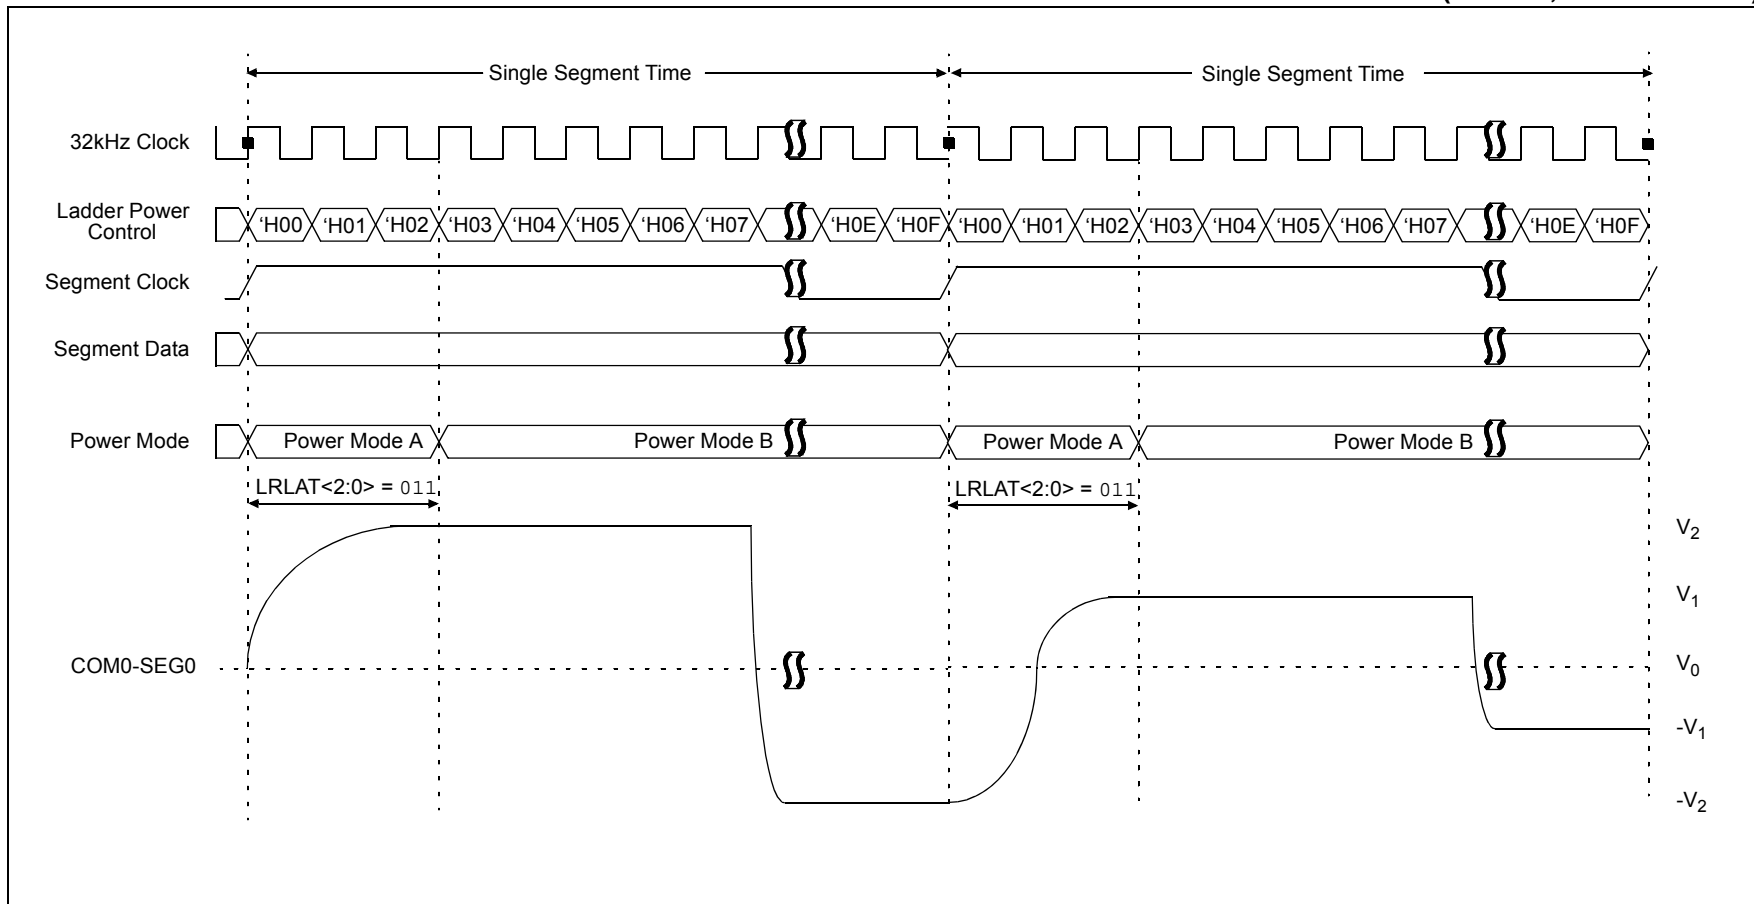 Single Segment Time Single Segment Time
32kHz Clock
Ladder Power
Control
‘H00 ‘H01 ‘H02 ‘H03 ‘H04 ‘H05 ‘H06 ‘H07 ‘H0E ‘H0F ‘H00 ‘H01 ‘H02 ‘H03 ‘H04 ‘H05 ‘H06 ‘H07 ‘H0E ‘H0F
Segment Clock
Segment Data
Power Mode Power Mode A Power Mode B Power Mode A Power Mode B
LRLAT<2:0> = 011 LRLAT<2:0> = 011
V2
V1
COM0-SEG0 V0
-V1
-V2